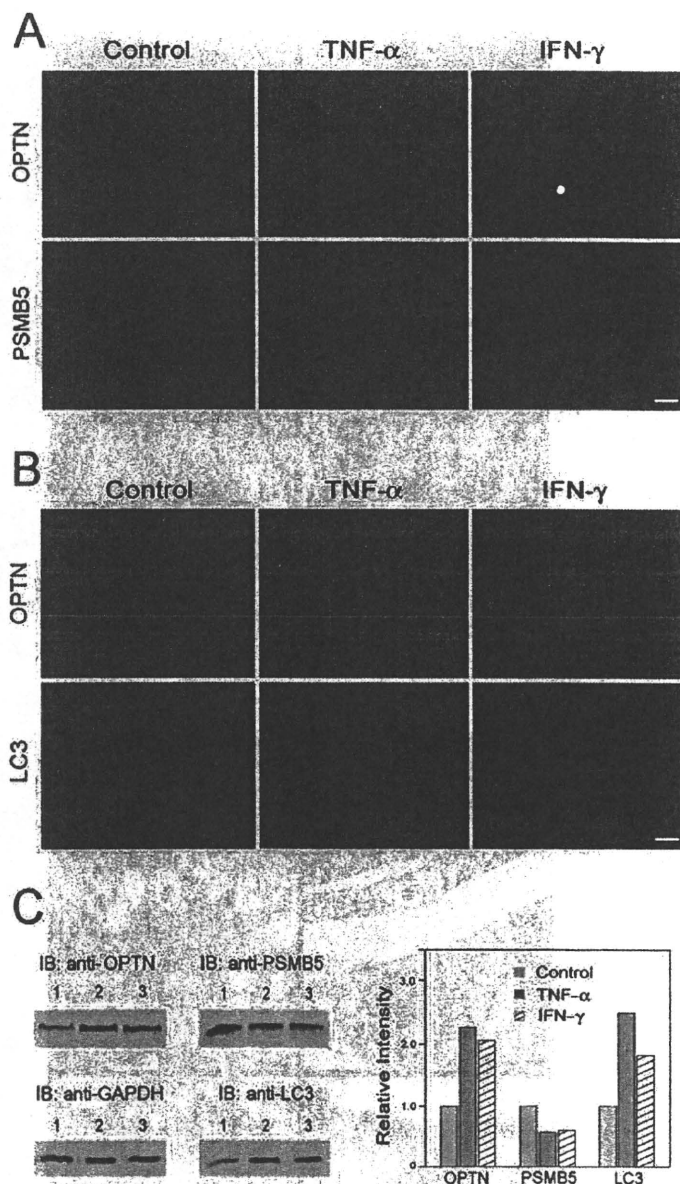 A
Control TNF-α IFN-γ
OPTN
PSMB5
B
Control TNF-α IFN-γ
OPTN
LC3
C
IB: anti-OPTN IB: anti-PSMB5
1 2 3 1 2 3
IB: anti-GAPDH IB: anti-LC3
1 2 3 1 2 3
Relative Intensity
3.0
2.0
1.0
0
Control
TNF-α
IFN-γ
OPTN PSMB5 LC3